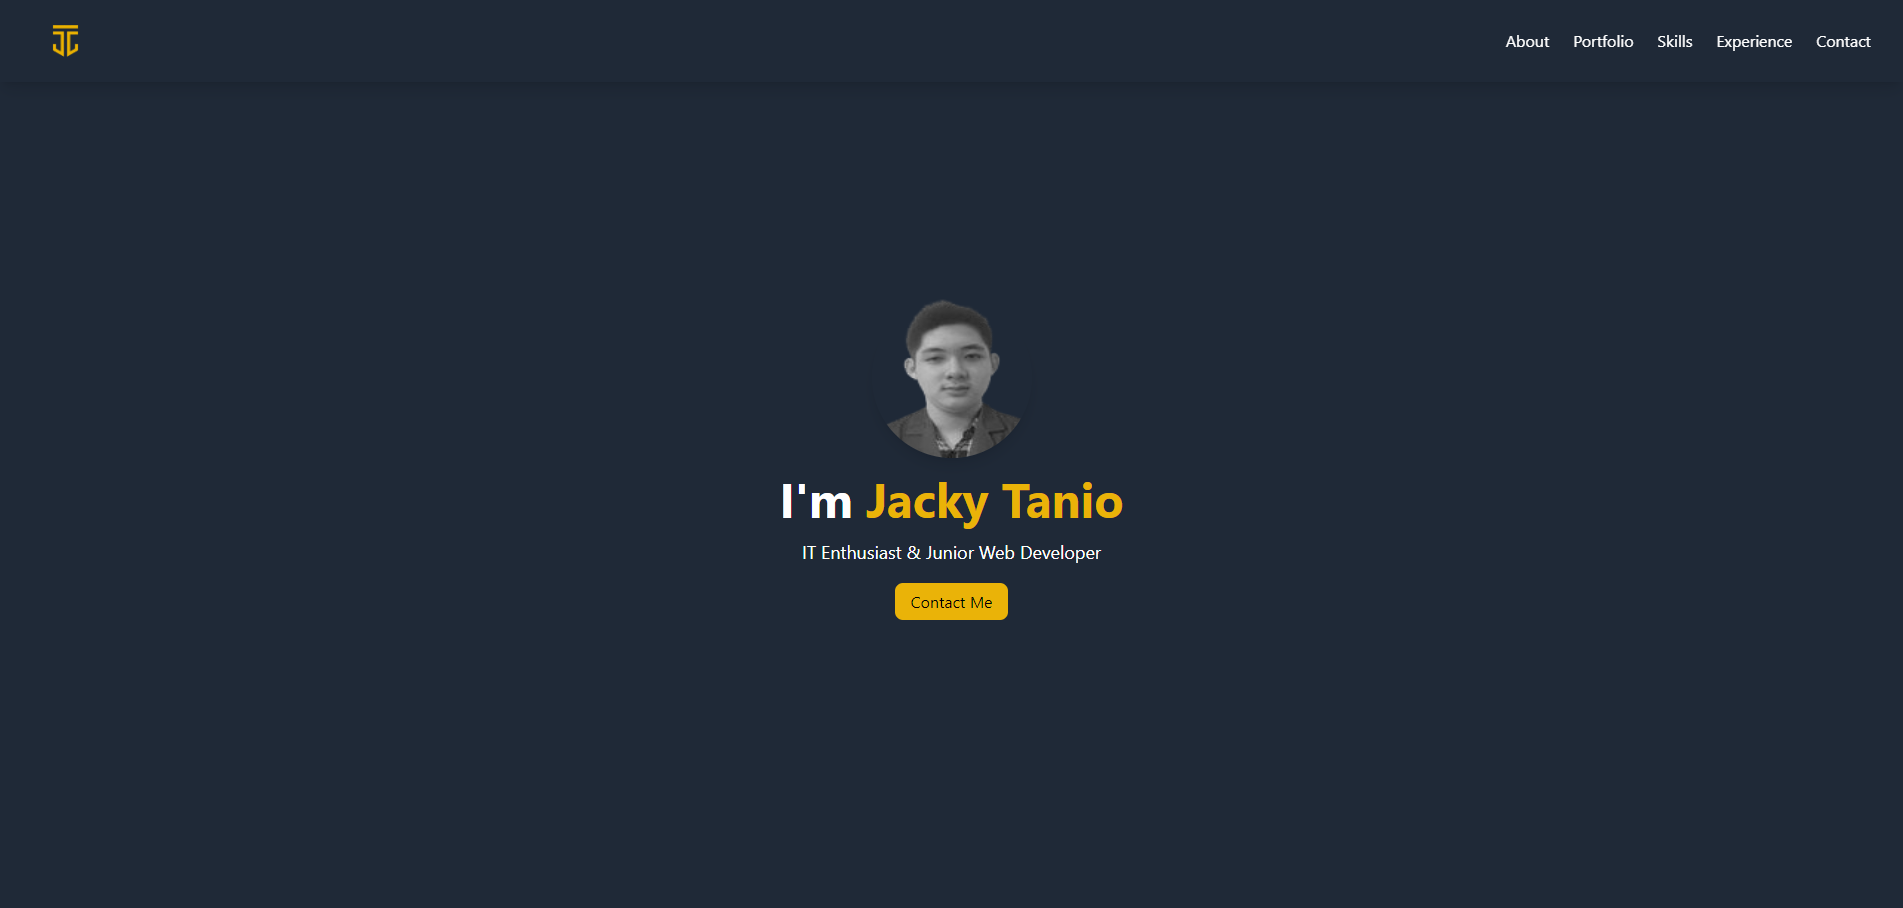 About Portfolio Skills Experience Contact
I'm Jacky Tanio
IT Enthusiast & Junior Web Developer
Contact Me